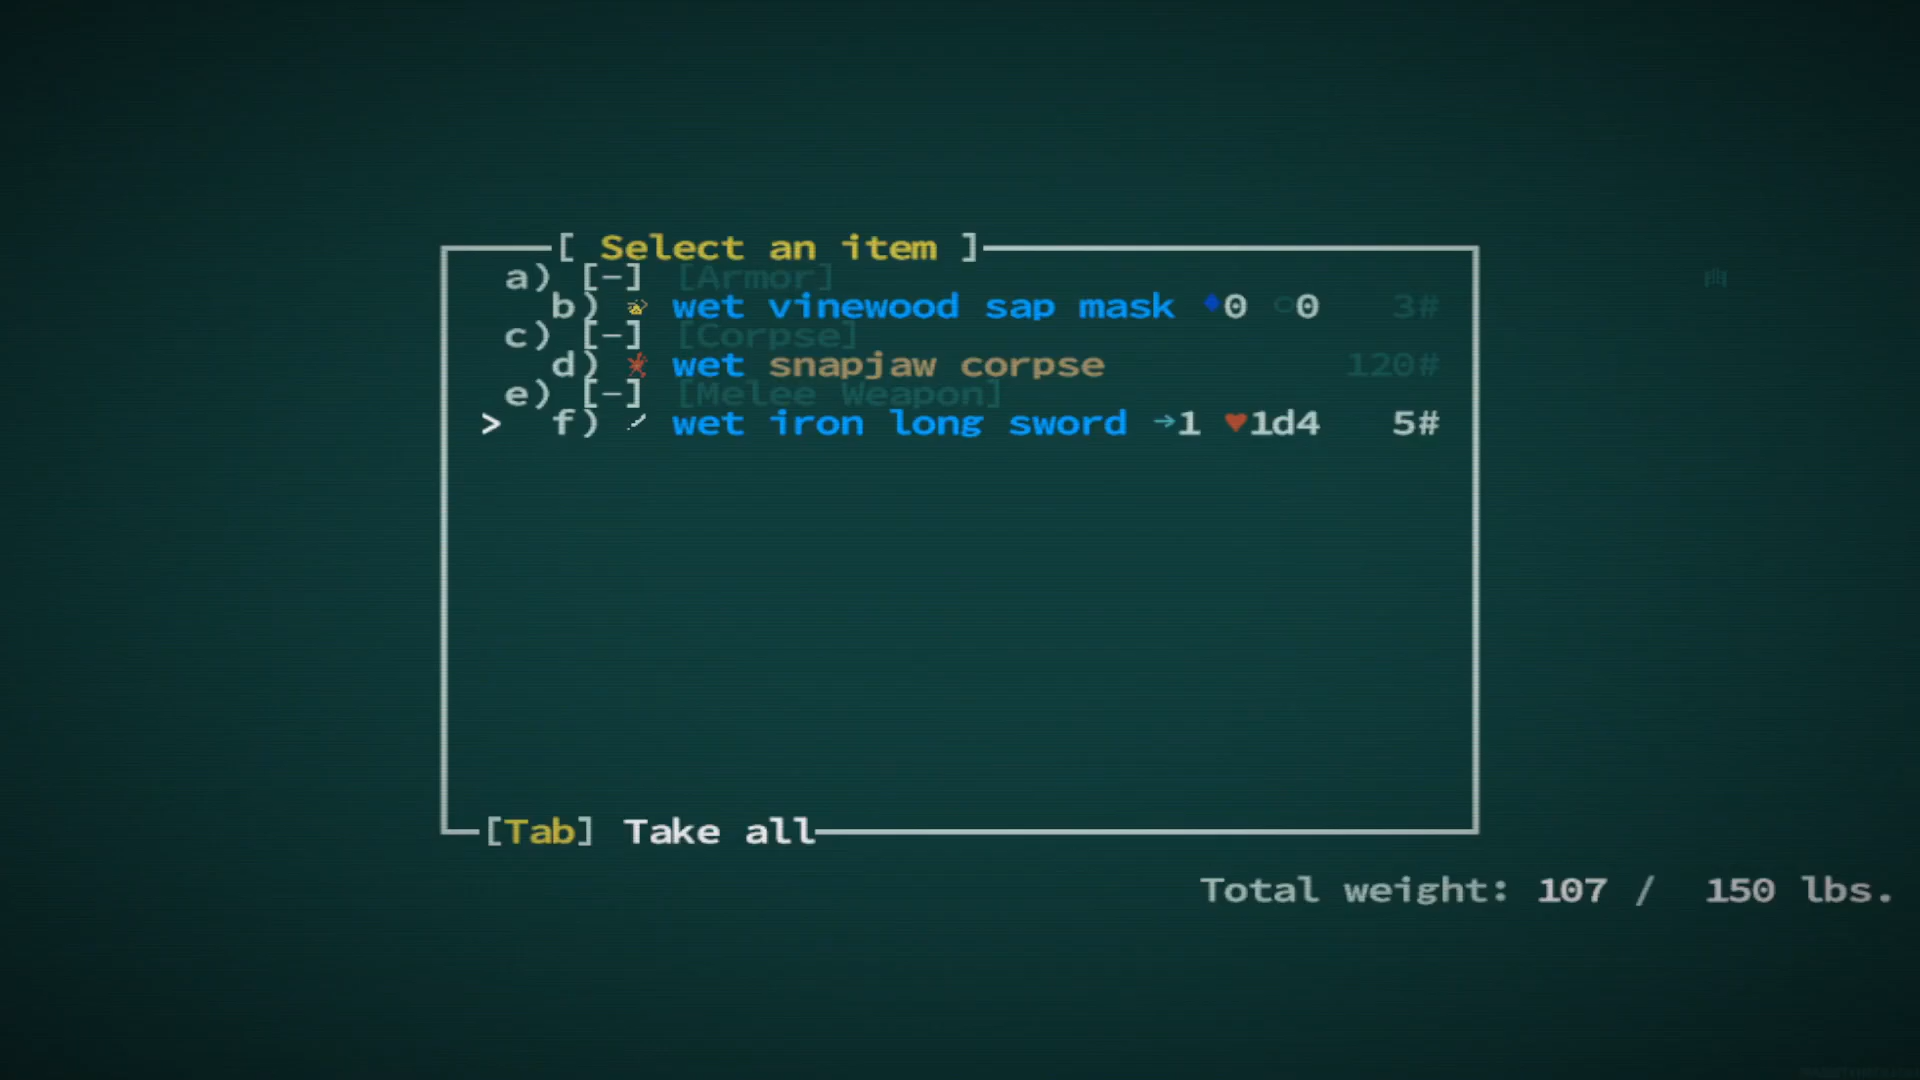 [ Select an item ]
a) [-] [Armor]
b) wet vinewood sap mask ♦0 ○0 3#
c) [-] [Corpse]
d) wet snapjaw corpse 120#
e) [-] [Melee Weapon]
> f) wet iron long sword →1 ♥1d4 5#
[Tab] Take all
Total weight: 107 / 150 lbs.